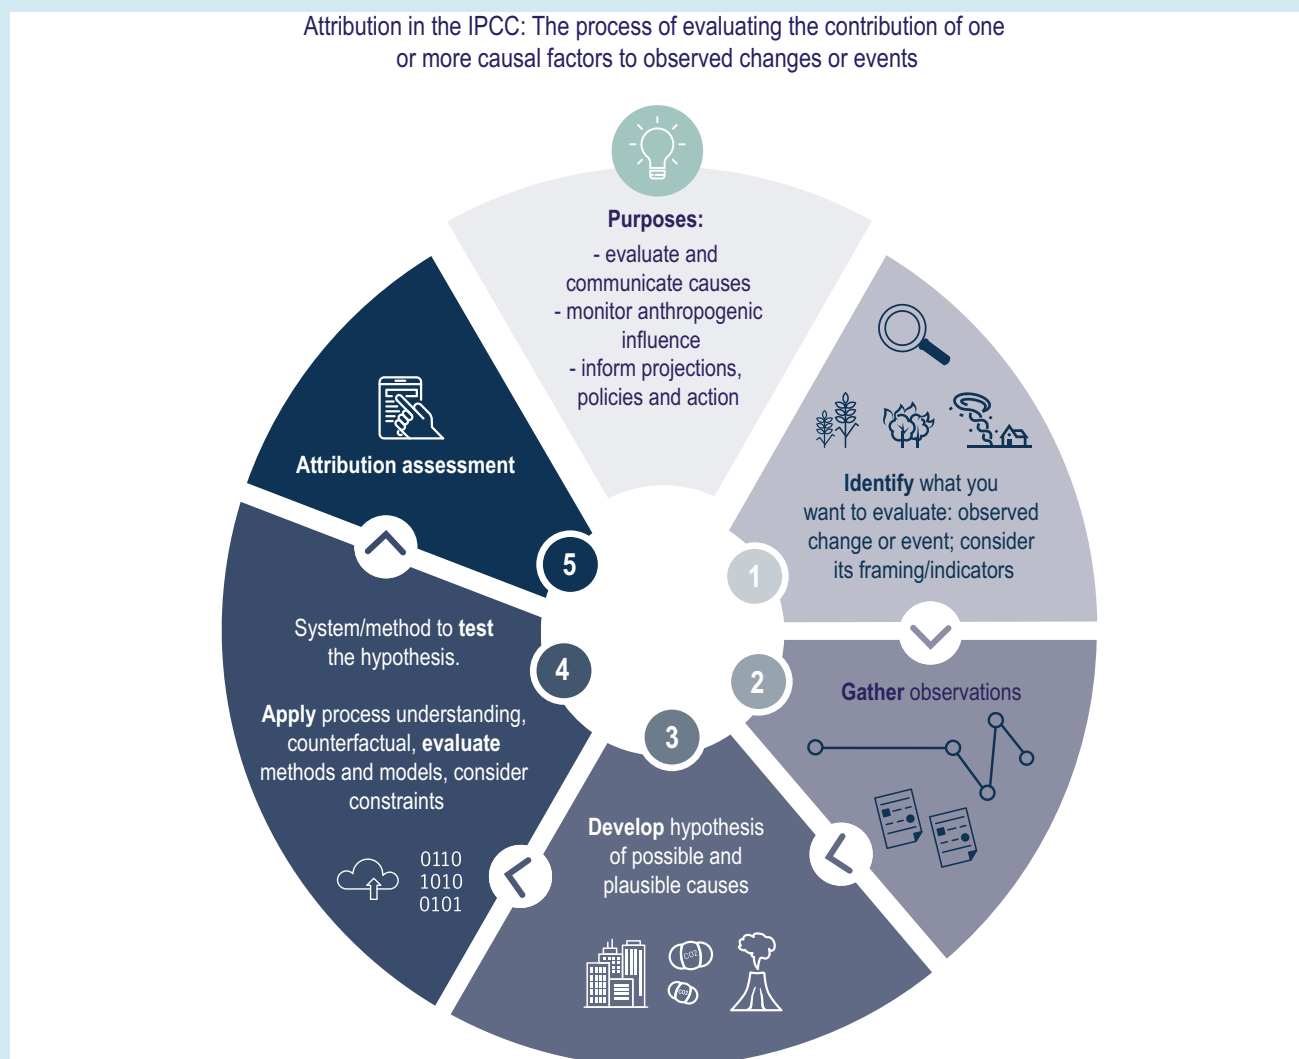 Attribution in the IPCC: The process of evaluating the contribution of one
or more causal factors to observed changes or events
Purposes:
- evaluate and
communicate causes
- monitor anthropogenic
influence
- inform projections,
policies and action
Identify what you
want to evaluate: observed
change or event; consider
its framing/indicators
1
Gather observations
2
3
Develop hypothesis
of possible and
plausible causes
CO2
CO2
4
System/method to test
the hypothesis.
Apply process understanding,
counterfactual, evaluate
methods and models, consider
constraints
0110
1010
0101
5
Attribution assessment